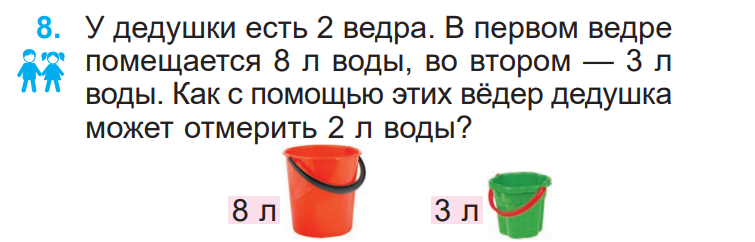 8. У дедушки есть 2 ведра. В первом ведре
помещается 8 л воды, во втором — 3 л
воды. Как с помощью этих вёдер дедушка
может отмерить 2 л воды?
8 л 3 л